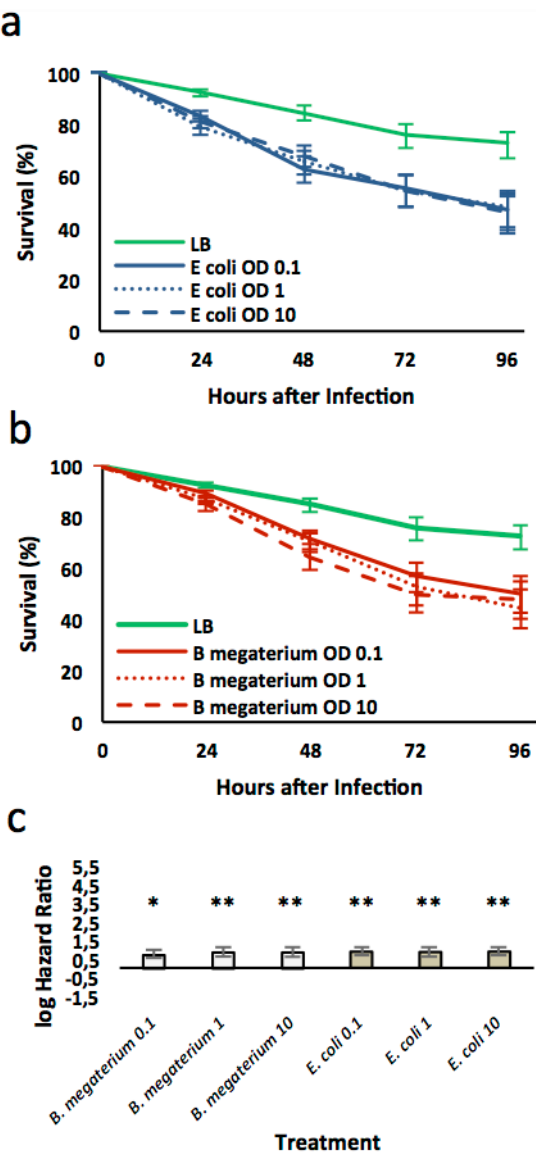 a
100
80
60
40
20
0
Survival (%)
LB
E coli OD 0.1
E coli OD 1
E coli OD 10
0 24 48 72 96
Hours after Infection
b
100
80
60
40
20
0
Survival (%)
LB
B megaterium OD 0.1
B megaterium OD 1
B megaterium OD 10
0 24 48 72 96
Hours after Infection
c
5,5
4,5
3,5
2,5
1,5
0,5
-0,5
-1,5
log Hazard Ratio
* ** ** ** ** **
B. megaterium 0.1
B. megaterium 1
B. megaterium 10
E. coli 0.1
E. coli 1
E. coli 10
Treatment